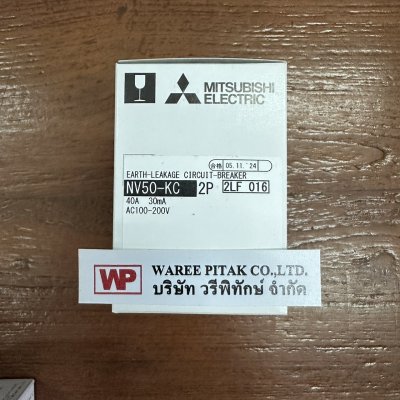 MITSUBISHI
ELECTRIC
合格 05.11.'24
EARTH-LEAKAGE CIRCUIT-BREAKER
NV50-KC 2P 2LF 016
40A 30mA
AC100-200V
WP WAREE PITAK CO.,LTD.
บริษัท วรีพิทักษ์ จำกัด